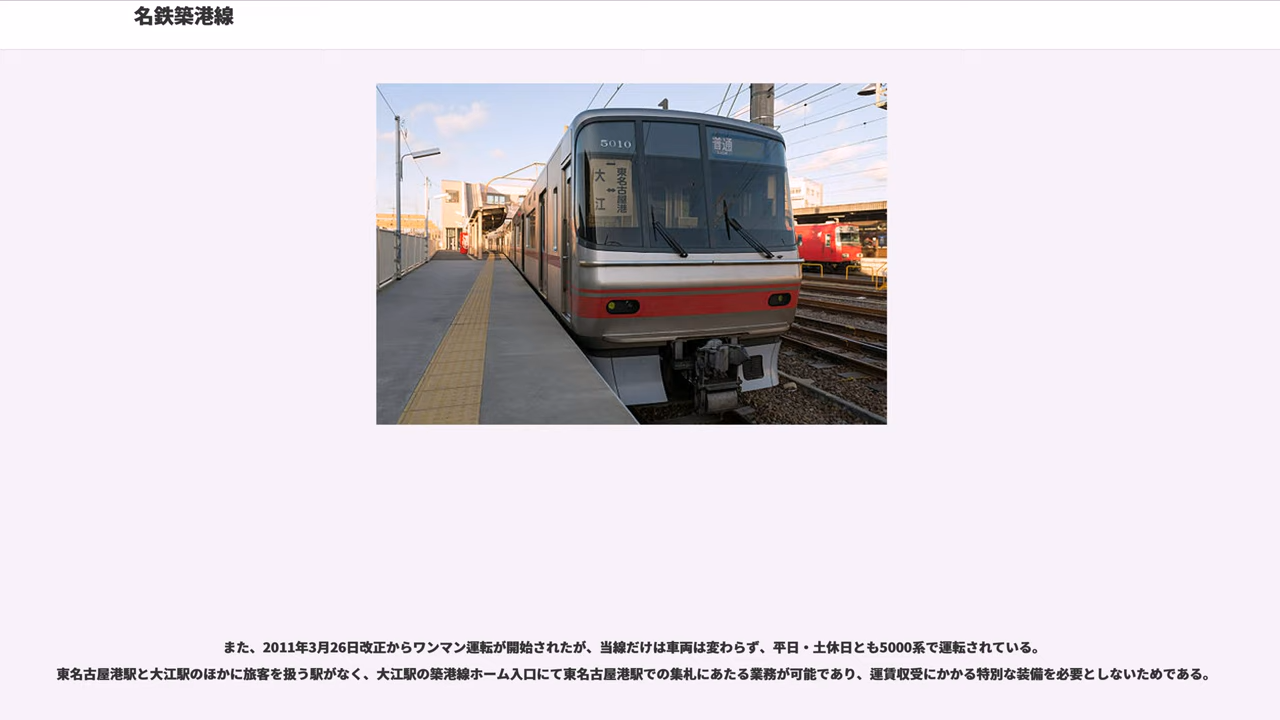 名鉄築港線
5010
普通
大江 ↔ 東名古屋港
また、2011年3月26日改正からワンマン運転が開始されたが、当線だけは車両は変わらず、平日・土休日とも5000系で運転されている。
東名古屋港駅と大江駅のほかに旅客を扱う駅がなく、大江駅の築港線ホーム入口にて東名古屋港駅での集札にあたる業務が可能であり、運賃収受にかかる特別な装備を必要としないためである。